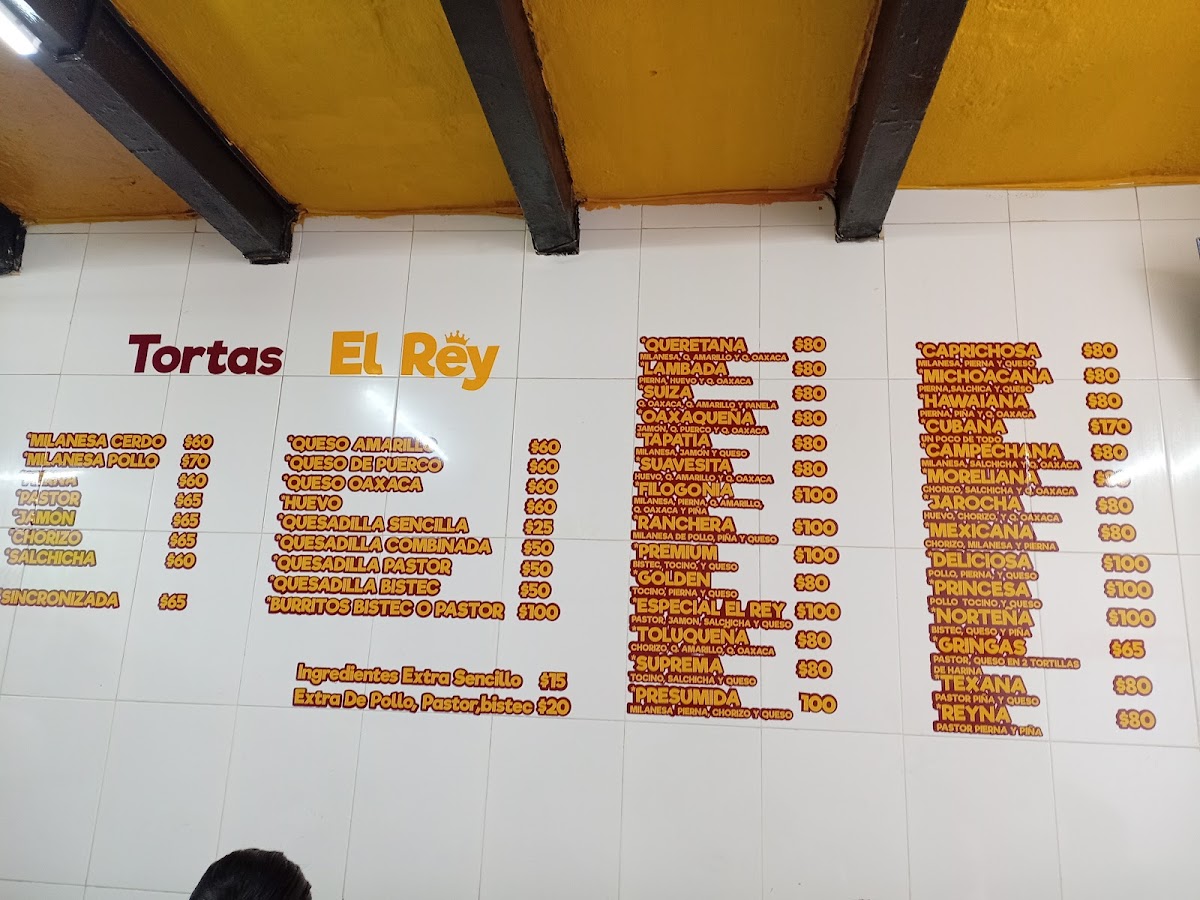 Tortas El Rey
*MILANESA CERDO $60
*MILANESA POLLO $70
*PIERNA $60
*PASTOR $65
*JAMÓN $65
*CHORIZO $65
*SALCHICHA $60
*SINCRONIZADA $65
*QUESO AMARILLO $60
*QUESO DE PUERCO $60
*QUESO OAXACA $60
*HUEVO $60
*QUESADILLA SENCILLA $25
*QUESADILLA COMBINADA $50
*QUESADILLA PASTOR $50
*QUESADILLA BISTEC $50
*BURRITOS BISTEC O PASTOR $100
Ingredientes Extra Sencillo $15
Extra De Pollo, Pastor,bistec $20
*QUERETANA $80
MILANESA, Q. AMARILLO Y Q. OAXACA
*LAMBADA $80
PIERNA, HUEVO Y Q. OAXACA
*SUIZA $80
Q. OAXACA, Q. AMARILLO Y PANELA
*OAXAQUEÑA $80
JAMON, Q. PUERCO Y Q. OAXACA
*TAPATIA $80
MILANESA, JAMON Y QUESO
*SUAVESITA $80
HUEVO, Q. AMARILLO Y Q. OAXACA
*FILOGONIA $100
MILANESA, PIERNA, Q. AMARILLO,
Q. OAXACA Y PIÑA
*RANCHERA $100
MILANESA DE POLLO, PIÑA Y QUESO
*PREMIUM $100
BISTEC, TOCINO, Y QUESO
*GOLDEN $80
TOCINO, PIERNA Y QUESO
*ESPECIAL EL REY $100
PASTOR, JAMON, SALCHICHA Y QUESO
*TOLUQUEÑA $80
CHORIZO, Q. AMARILLO, Q. OAXACA
*SUPREMA $80
TOCINO, SALCHICHA Y QUESO
*PRESUMIDA 100
MILANESA, PIERNA, CHORIZO Y QUESO
*CAPRICHOSA $80
MILANESA, PIERNA Y QUESO
*MICHOACANA $80
PIERNA,SALCHICA Y QUESO
*HAWAIANA $80
PIERNA, PIÑA Y Q. OAXACA
*CUBANA $170
UN POCO DE TODO
*CAMPECHANA $80
MILANESA, SALCHICHA Y Q. OAXACA
*MORELIANA
CHORIZO, SALCHICHA Y Q. OAXACA
*JAROCHA $80
HUEVO, CHORIZO, Y Q. OAXACA
*MEXICANA $80
CHORIZO, MILANESA Y PIERNA
*DELICIOSA $100
POLLO, PIERNA, Y QUESO
*PRINCESA $100
POLLO TOCINO,Y QUESO
*NORTEÑA $100
BISTEC, QUESO Y PIÑA
*GRINGAS $65
PASTOR, QUESO EN 2 TORTILLAS
DE HARINA
*TEXANA $80
PASTOR PIÑA Y QUESO
*REYNA $80
PASTOR PIERNA Y PIÑA